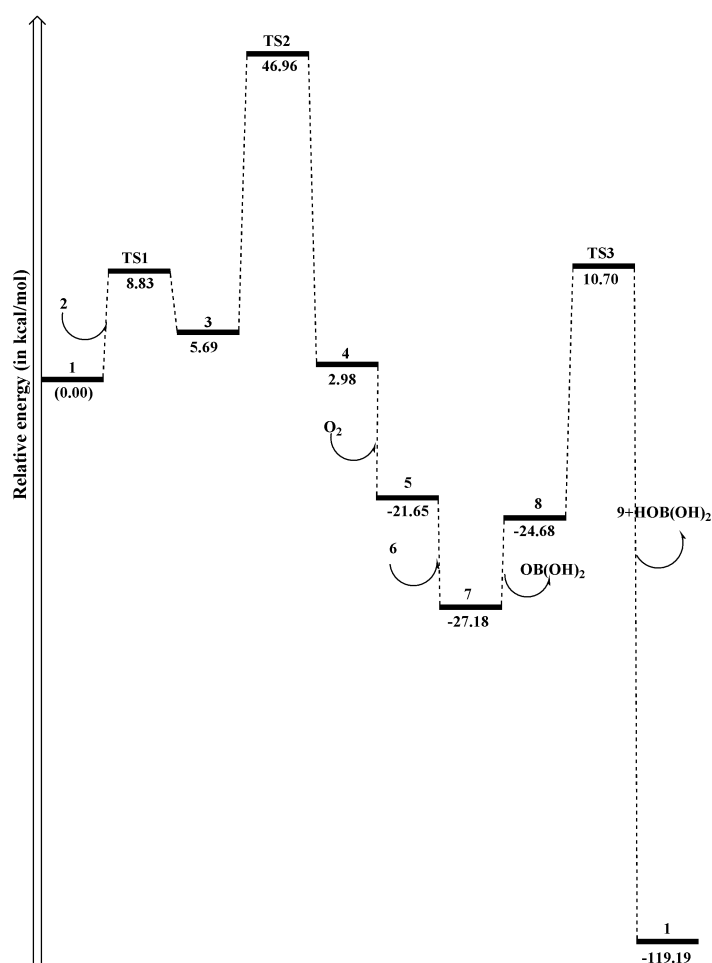 TS2
46.96
TS1
8.83
TS3
10.70
2
3
5.69
1
(0.00)
4
2.98
O2
5
-21.65
8
-24.68
9+HOB(OH)2
6
OB(OH)2
7
-27.18
1
-119.19
Relative energy (in kcal/mol)